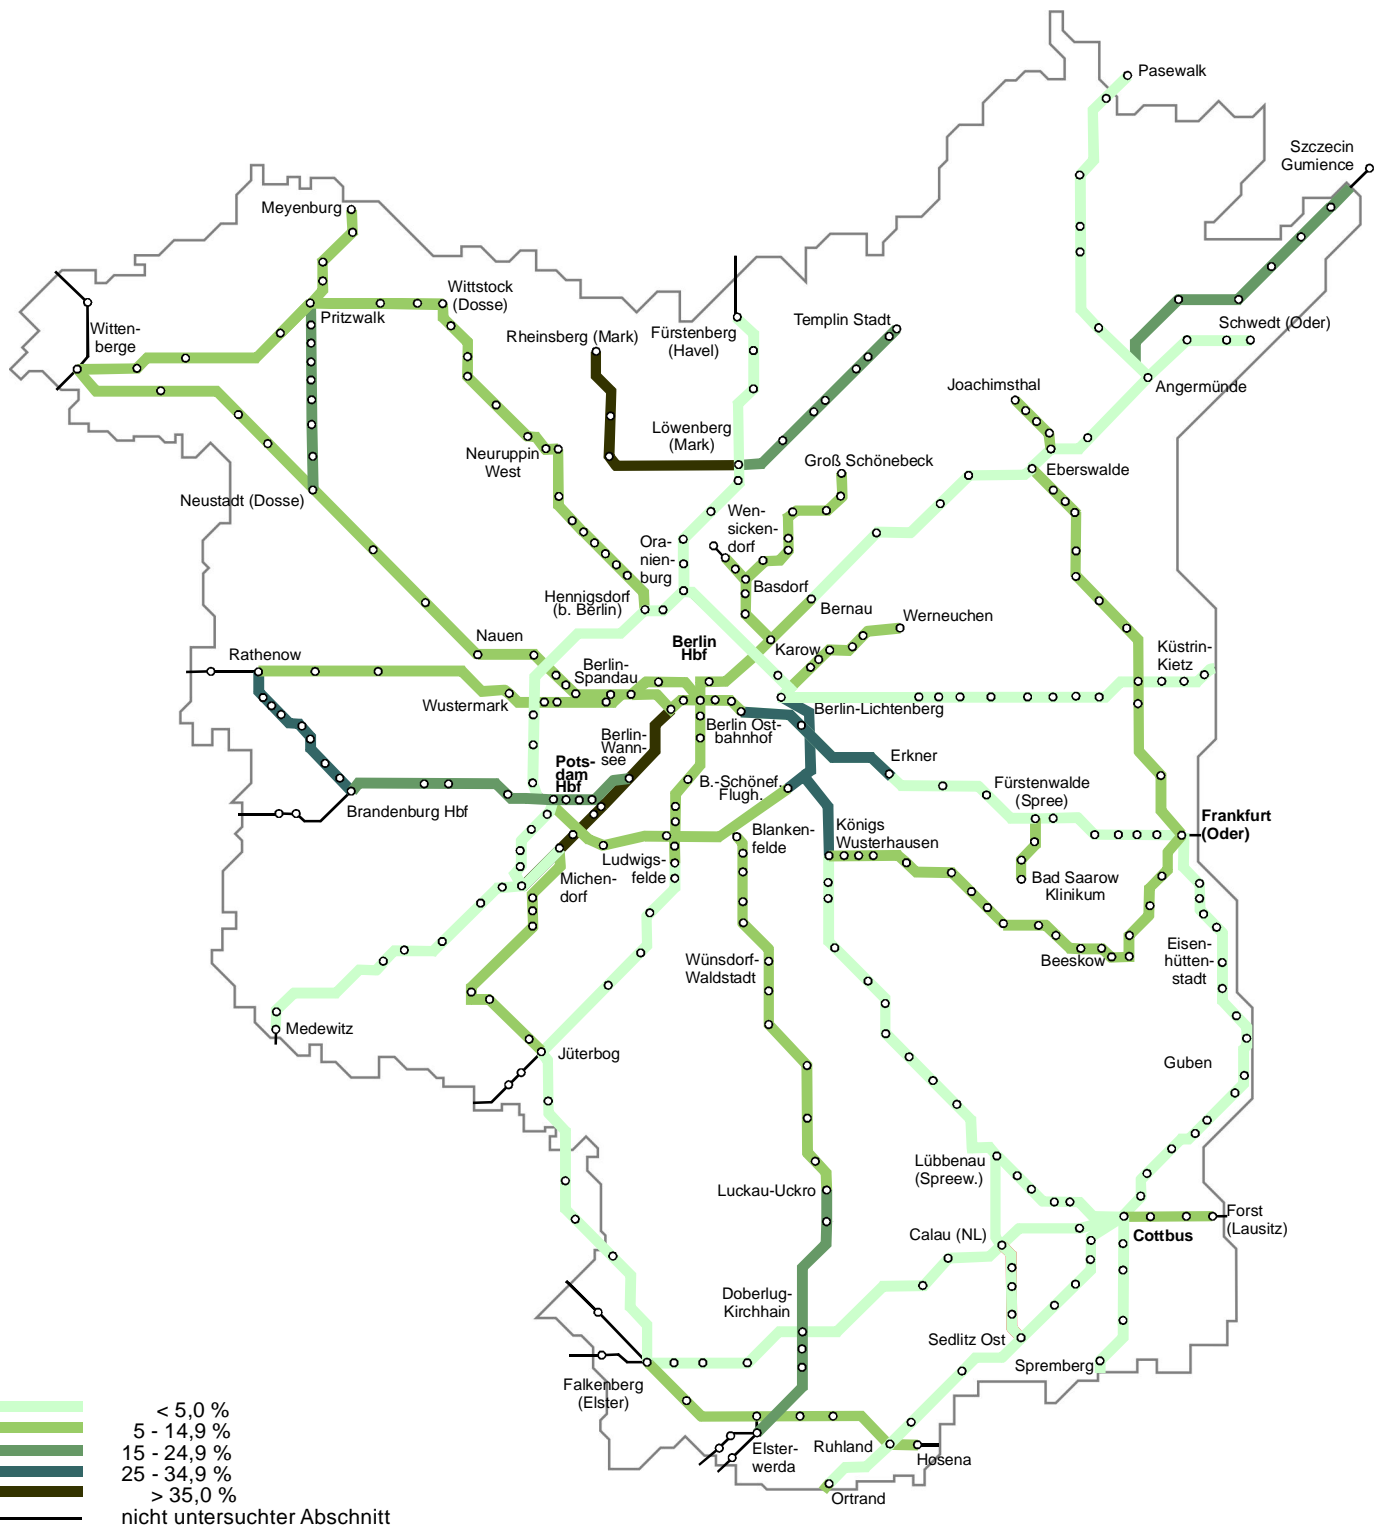 Pasewalk
Szczecin
Gumience
Meyenburg
Wittstock
(Dosse)
Pritzwalk
Witten-
berge
Rheinsberg (Mark)
Fürstenberg
(Havel)
Templin Stadt
Schwedt (Oder)
Angermünde
Joachimsthal
Löwenberg
(Mark)
Neuruppin
West
Groß Schönebeck
Eberswalde
Neustadt (Dosse)
Wen-
sicken-
dorf
Ora-
nien-
burg
Basdorf
Hennigsdorf
(b. Berlin)
Bernau
Werneuchen
Nauen
Berlin
Hbf
Karow
Küstrin-
Kietz
Rathenow
Berlin-
Spandau
Wustermark
Berlin-Lichtenberg
Berlin Ost-
bahnhof
Berlin-
Wann-
see
Erkner
Pots-
dam
Hbf
B.-Schönef.
Flugh.
Fürstenwalde
(Spree)
Brandenburg Hbf
Frankfurt
(Oder)
Blanken-
felde
Königs
Wusterhausen
Ludwigs-
felde
Michen-
dorf
Bad Saarow
Klinikum
Wünsdorf-
Waldstadt
Beeskow
Eisen-
hütten-
stadt
Medewitz
Jüterbog
Guben
Lübbenau
(Spreew.)
Luckau-Uckro
Forst
(Lausitz)
Calau (NL)
Cottbus
Doberlug-
Kirchhain
Sedlitz Ost
Spremberg
Falkenberg
(Elster)
Elster-
werda
Ruhland
Hosena
Ortrand
< 5,0 %
5 - 14,9 %
15 - 24,9 %
25 - 34,9 %
> 35,0 %
nicht untersuchter Abschnitt